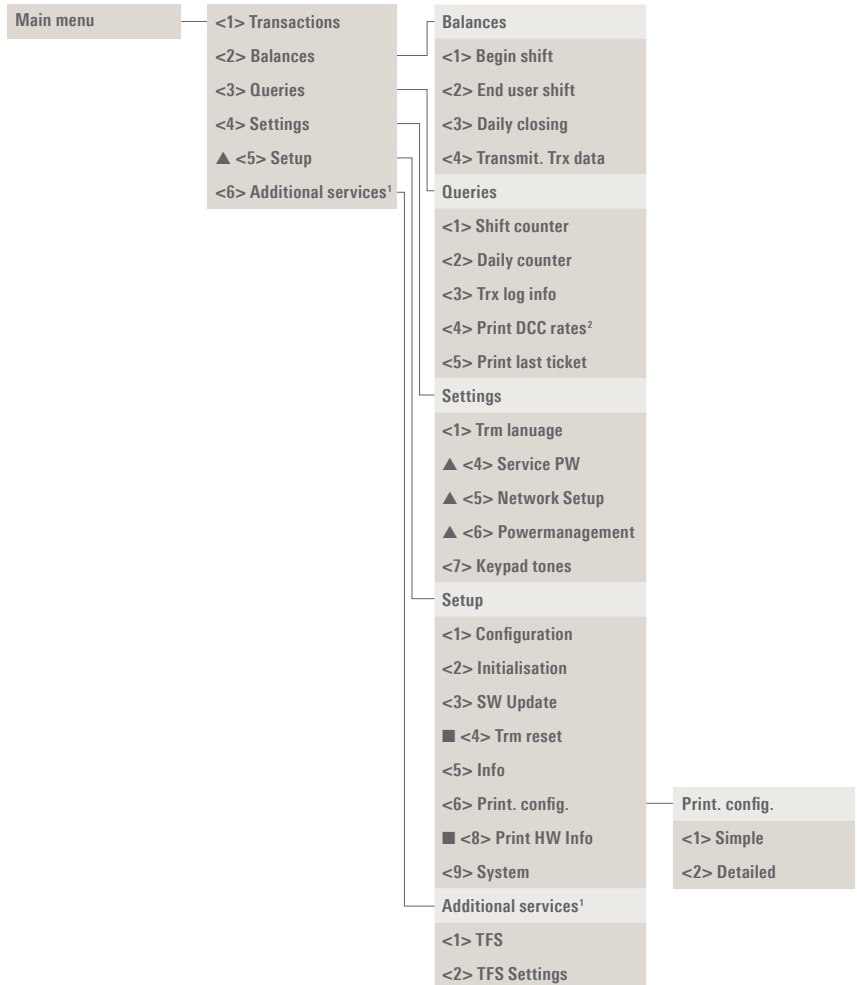 Main menu
<1> Transactions
<2> Balances
<3> Queries
<4> Settings
▲ <5> Setup
<6> Additional services¹
Balances
<1> Begin shift
<2> End user shift
<3> Daily closing
<4> Transmit. Trx data
Queries
<1> Shift counter
<2> Daily counter
<3> Trx log info
<4> Print DCC rates²
<5> Print last ticket
Settings
<1> Trm lanuage
▲ <4> Service PW
▲ <5> Network Setup
▲ <6> Powermanagement
<7> Keypad tones
Setup
<1> Configuration
<2> Initialisation
<3> SW Update
■ <4> Trm reset
<5> Info
<6> Print. config.
■ <8> Print HW Info
<9> System
Print. config.
<1> Simple
<2> Detailed
Additional services¹
<1> TFS
<2> TFS Settings